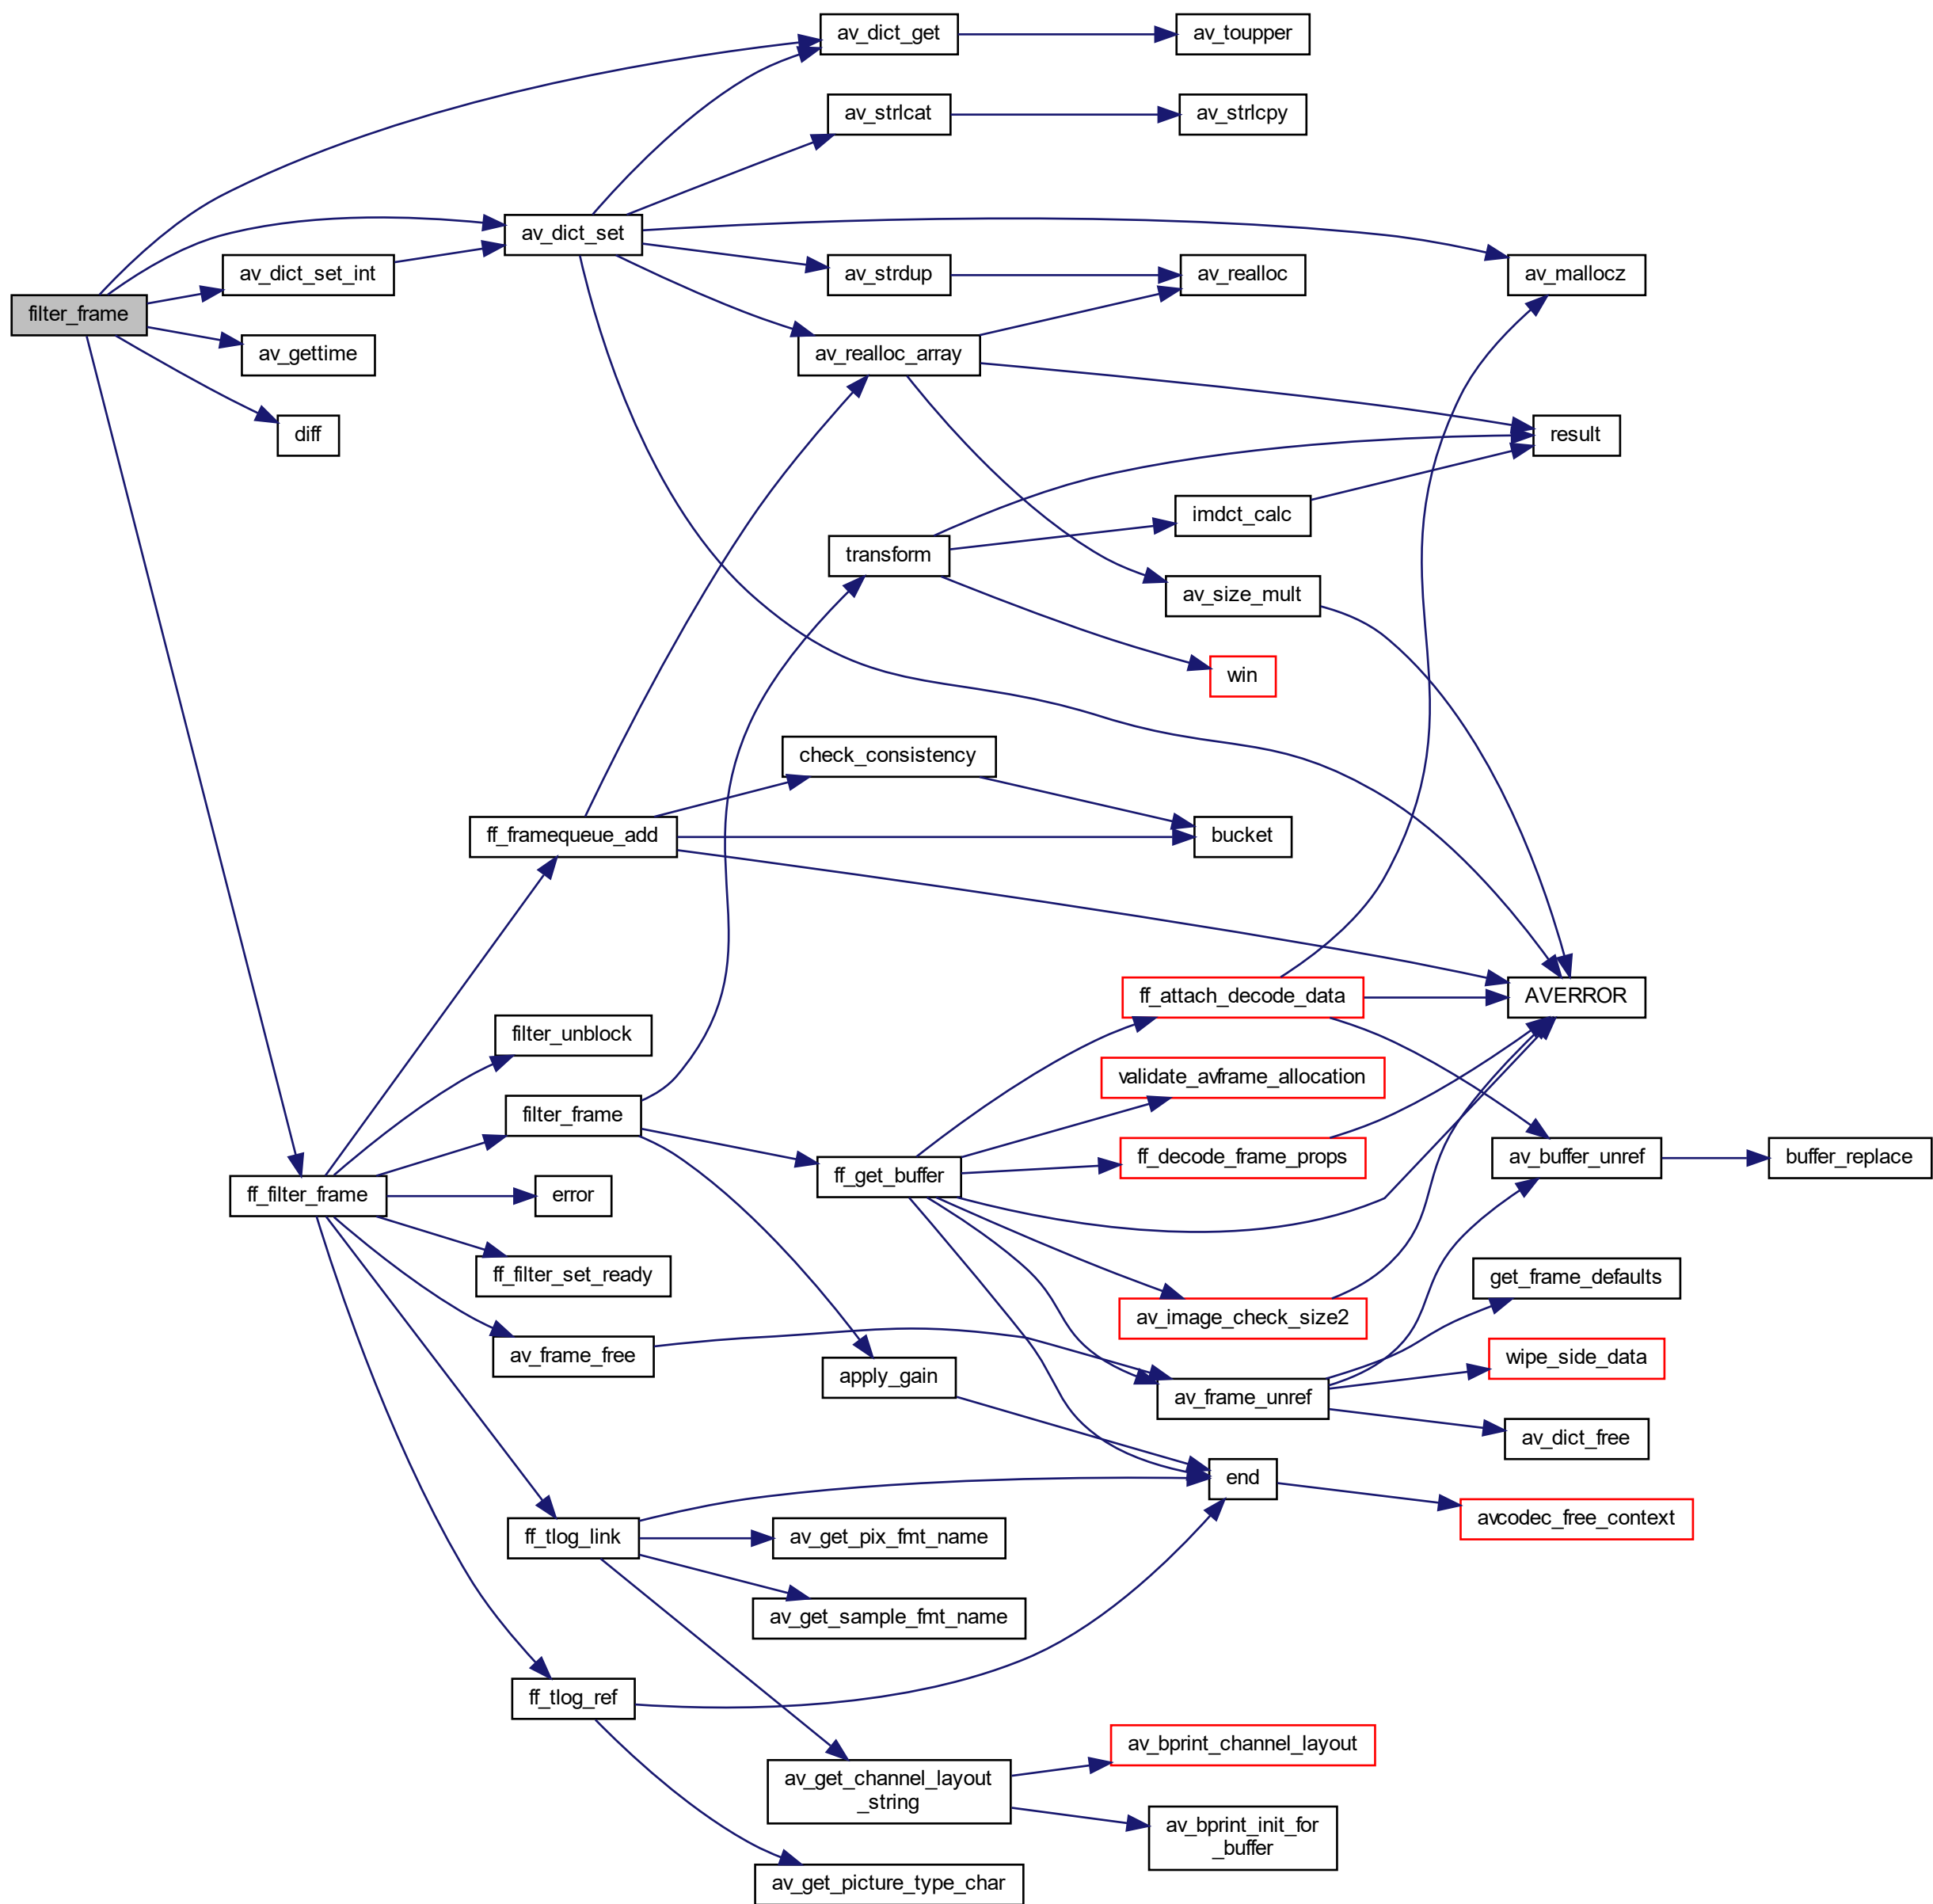 av_dict_get
av_toupper
av_strlcat
av_strlcpy
av_dict_set
av_dict_set_int
av_strdup
av_realloc
av_mallocz
filter_frame
av_gettime
av_realloc_array
diff
result
imdct_calc
transform
av_size_mult
win
check_consistency
ff_framequeue_add
bucket
ff_attach_decode_data
AVERROR
filter_unblock
validate_avframe_allocation
filter_frame
ff_decode_frame_props
av_buffer_unref
buffer_replace
ff_get_buffer
ff_filter_frame
error
ff_filter_set_ready
get_frame_defaults
av_image_check_size2
av_frame_free
wipe_side_data
apply_gain
av_frame_unref
av_dict_free
end
avcodec_free_context
ff_tlog_link
av_get_pix_fmt_name
av_get_sample_fmt_name
ff_tlog_ref
av_bprint_channel_layout
av_get_channel_layout
_string
av_bprint_init_for
_buffer
av_get_picture_type_char